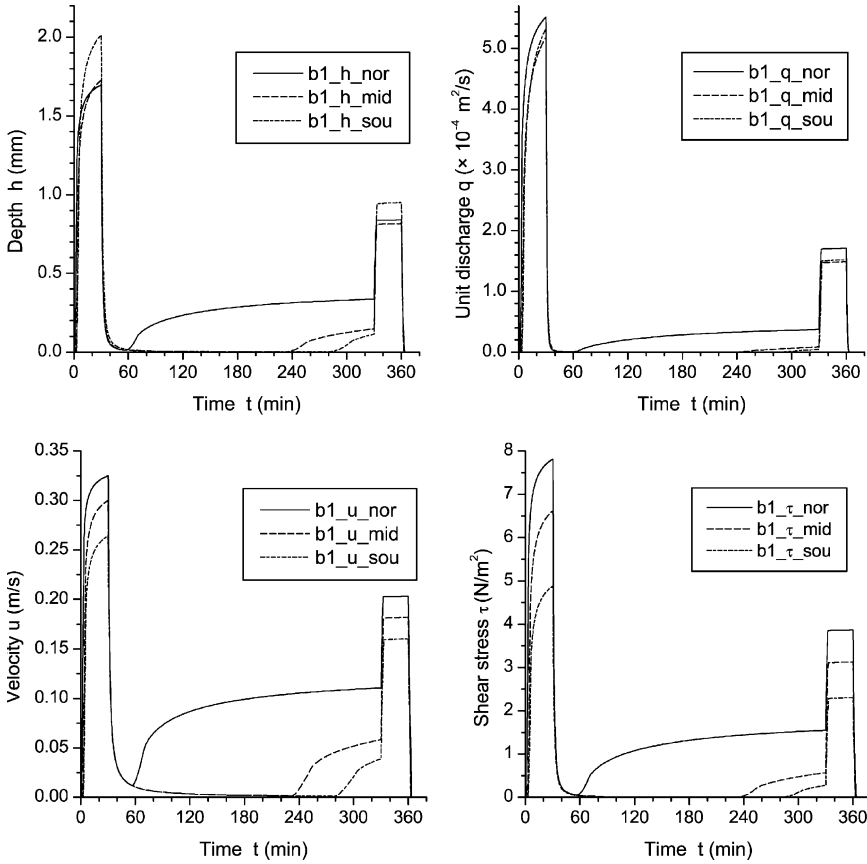 2.0
1.5
1.0
0.5
0.0
0 60 120 180 240 300 360
Depth h (mm)
Time t (min)
b1_h_nor
b1_h_mid
b1_h_sou
5.0
4.0
3.0
2.0
1.0
0.0
0 60 120 180 240 300 360
Unit discharge q (× 10⁻⁴ m²/s)
Time t (min)
b1_q_nor
b1_q_mid
b1_q_sou
0.35
0.30
0.25
0.20
0.15
0.10
0.05
0.00
0 60 120 180 240 300 360
Velocity u (m/s)
Time t (min)
b1_u_nor
b1_u_mid
b1_u_sou
8
7
6
5
4
3
2
1
0
0 60 120 180 240 300 360
Shear stress τ (N/m²)
Time t (min)
b1_τ_nor
b1_τ_mid
b1_τ_sou